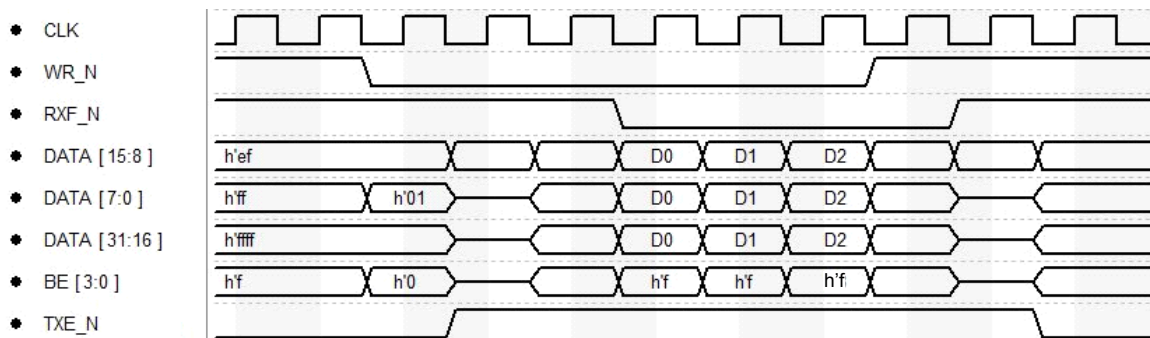 CLK
WR_N
RXF_N
DATA [15:8 ] h'ef D0 D1 D2
DATA [7:0 ] h'ff h'01 D0 D1 D2
DATA [31:16 ] h'ffff D0 D1 D2
BE [3:0 ] h'f h'0 h'f h'f h'f
TXE_N